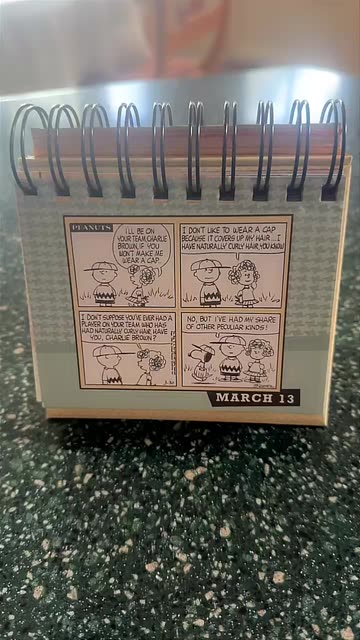 PEANUTS
I'LL BE ON
YOUR TEAM, CHARLIE
BROWN, IF YOU
WON'T MAKE ME
WEAR A CAP..
I DON'T LIKE TO WEAR A CAP
BECAUSE IT COVERS UP MY HAIR... I
HAVE NATURALLY CURLY HAIR, YOU KNOW
I DON'T SUPPOSE YOU'VE EVER HAD A
PLAYER ON YOUR TEAM WHO HAS
HAD NATURALLY CURLY HAIR, HAVE
YOU, CHARLIE BROWN?
NO, BUT I'VE HAD MY SHARE
OF OTHER PECULIAR KINDS!
MARCH 13